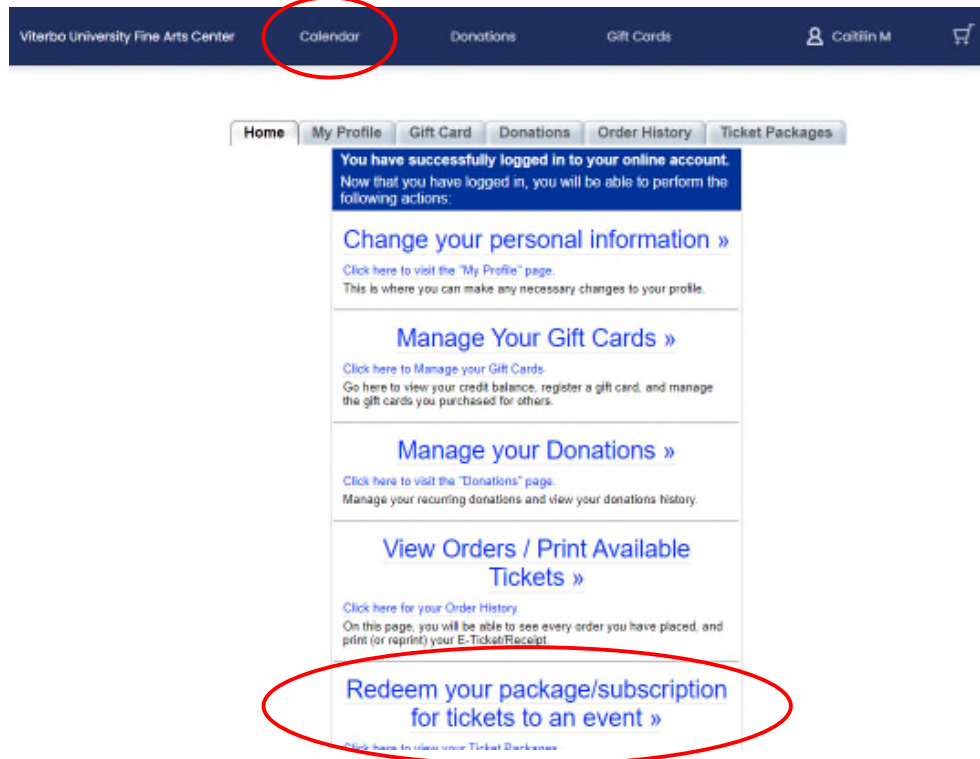 Viterbo University Fine Arts Center Calendar Donations Gift Cards Caitilin M
Home My Profile Gift Card Donations Order History Ticket Packages
You have successfully logged in to your online account.
Now that you have logged in, you will be able to perform the
following actions:
Change your personal information »
Click here to visit the "My Profile" page.
This is where you can make any necessary changes to your profile.
Manage Your Gift Cards »
Click here to Manage your Gift Cards
Go here to view your credit balance, register a gift card, and manage
the gift cards you purchased for others.
Manage your Donations »
Click here to visit the "Donations" page.
Manage your recurring donations and view your donations history.
View Orders / Print Available
Tickets »
Click here for your Order History.
On this page, you will be able to see every order you have placed, and
print (or reprint) your E-Ticket/Receipt.
Redeem your package/subscription
for tickets to an event »
Click here to view your Ticket Packages